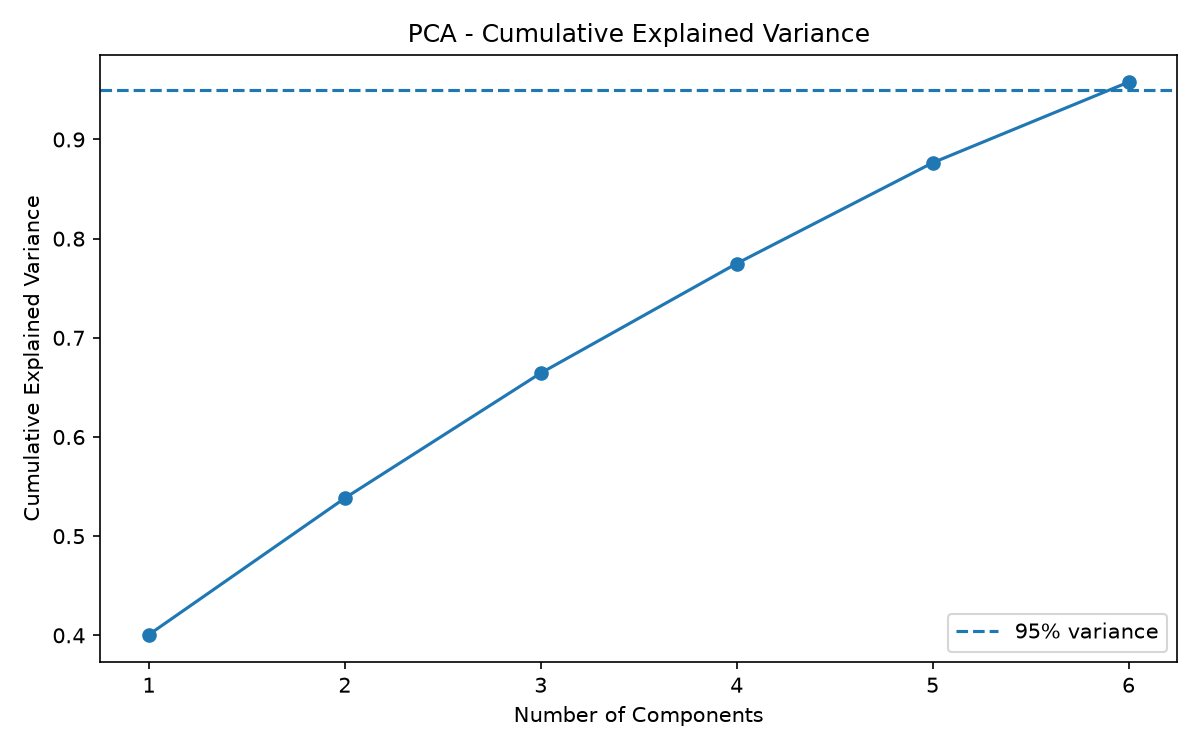 PCA - Cumulative Explained Variance
Cumulative Explained Variance
0.9
0.8
0.7
0.6
0.5
0.4
95% variance
1 2 3 4 5 6
Number of Components